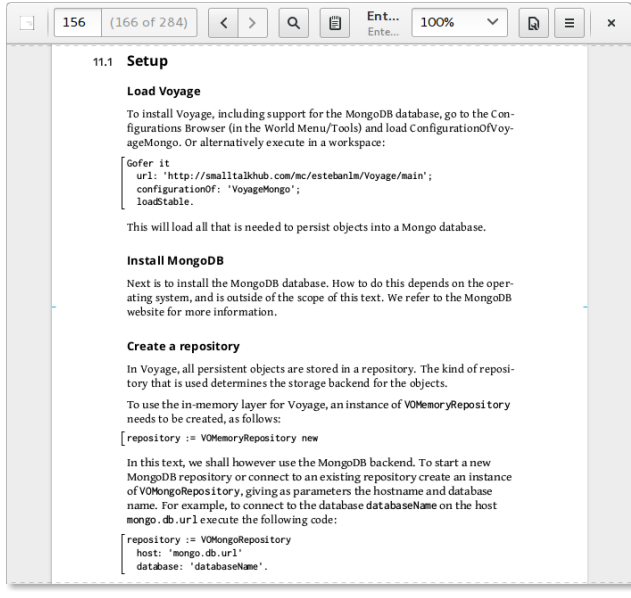 156 (166 of 284) Ent... Ente... 100%
11.1 Setup
Load Voyage
To install Voyage, including support for the MongoDB database, go to the Con-
figurations Browser (in the World Menu/Tools) and load ConfigurationOfVoy-
ageMongo. Or alternatively execute in a workspace:
Gofer it
url: 'http://smalltalkhub.com/mc/estebanlm/Voyage/main';
configurationOf: 'VoyageMongo';
loadStable.
This will load all that is needed to persist objects into a Mongo database.
Install MongoDB
Next is to install the MongoDB database. How to do this depends on the oper-
ating system, and is outside of the scope of this text. We refer to the MongoDB
website for more information.
Create a repository
In Voyage, all persistent objects are stored in a repository. The kind of reposi-
tory that is used determines the storage backend for the objects.
To use the in-memory layer for Voyage, an instance of VOMemoryRepository
needs to be created, as follows:
repository := VOMemoryRepository new
In this text, we shall however use the MongoDB backend. To start a new
MongoDB repository or connect to an existing repository create an instance
of VOMongoRepository, giving as parameters the hostname and database
name. For example, to connect to the database databaseName on the host
mongo.db.url execute the following code:
repository := VOMongoRepository
host: 'mongo.db.url'
database: 'databaseName'.